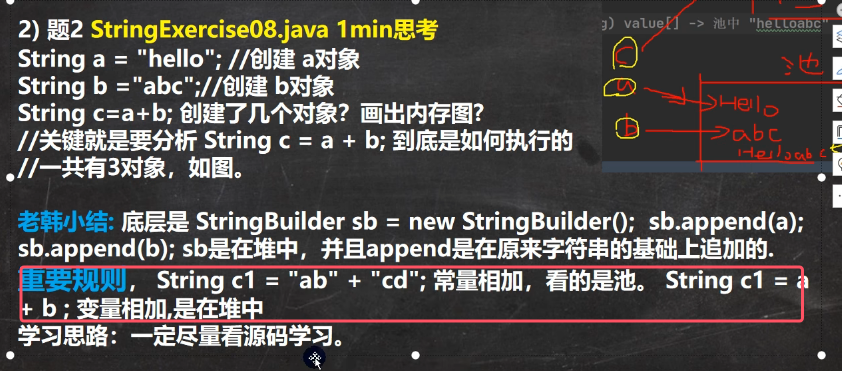 2) 题2 StringExercise08.java 1min思考
String a = "hello"; //创建 a对象
String b ="abc";//创建 b对象
String c=a+b; 创建了几个对象？画出内存图?
//关键就是要分析 String c = a + b; 到底是如何执行的
//一共有3对象，如图。
g) value[] -> 池中 "helloabc"
c
池
a
Hello
b
abc
Helloabc
老韩小结: 底层是 StringBuilder sb = new StringBuilder(); sb.append(a);
sb.append(b); sb是在堆中，并且append是在原来字符串的基础上追加的.
重要规则， String c1 = "ab" + "cd"; 常量相加，看的是池。 String c1 = a
+ b ; 变量相加,是在堆中
学习思路：一定尽量看源码学习。